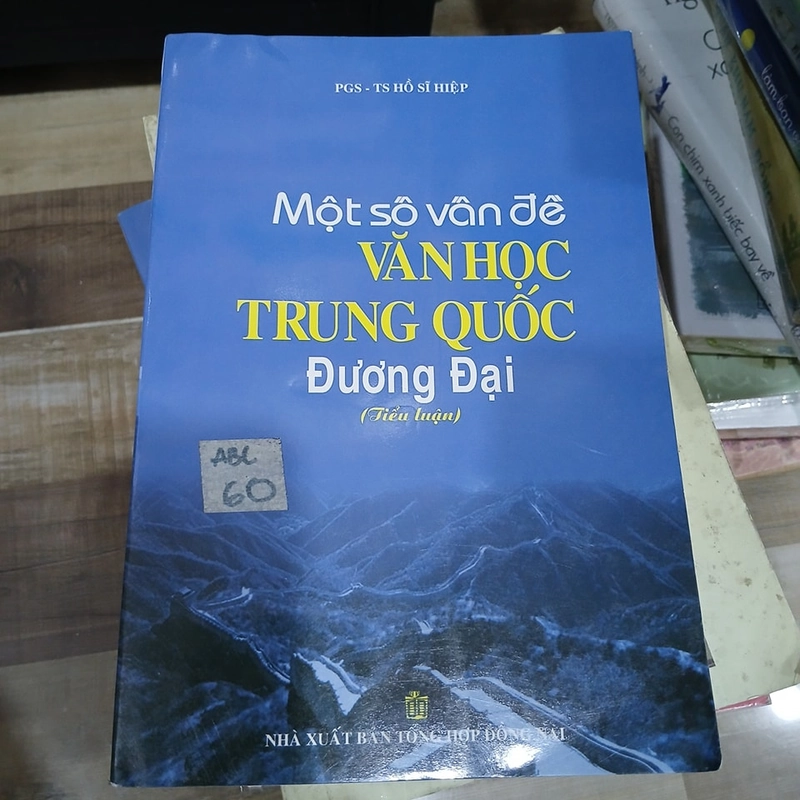 PGS - TS HỒ SĨ HIỆP
Một số vấn đề
VĂN HỌC
TRUNG QUỐC
Đương Đại
(Tiểu luận)
ABC
60
NHÀ XUẤT BẢN TỔNG HỢP ĐỒNG NAI
Con chim xanh biếc bay về